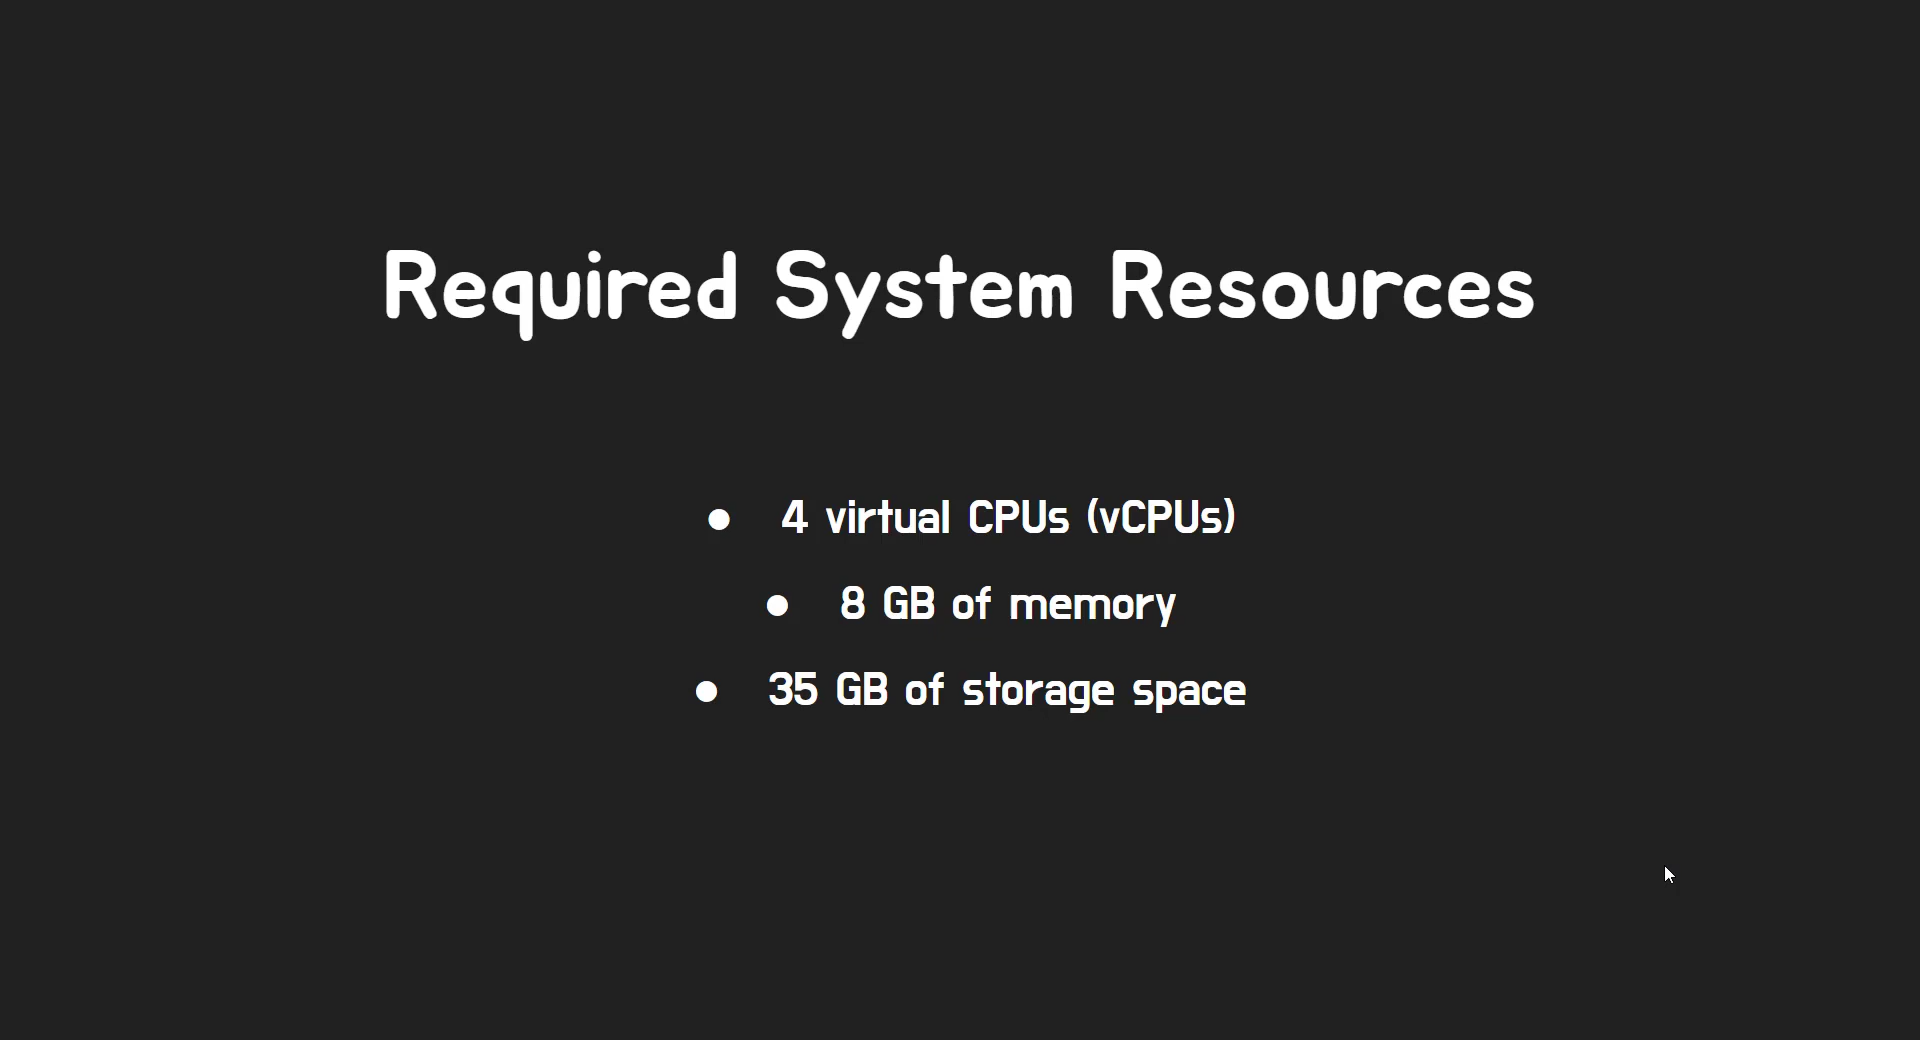 Required System Resources
● 4 virtual CPUs (vCPUs)
● 8 GB of memory
● 35 GB of storage space